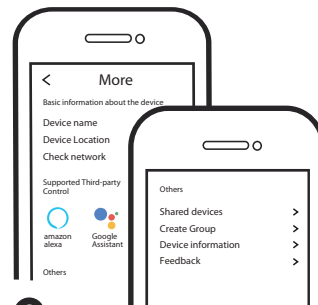 More
Basic information about the device
Device name
Device Location
Check network
Supported Third-party
Control
amazon
alexa
Google
Assistant
Others
Others
Shared devices
Create Group
Device information
Feedback